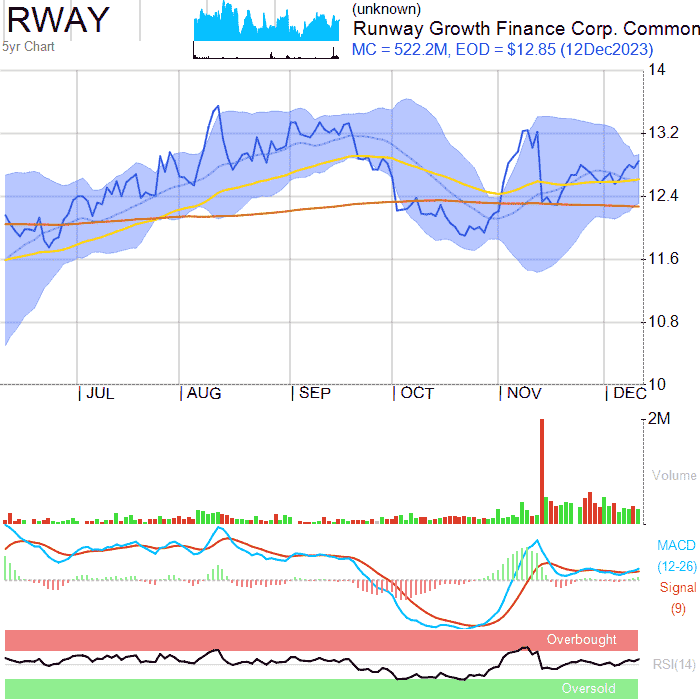 RWAY
5yr Chart
(unknown)
Runway Growth Finance Corp. Common
MC = 522.2M, EOD = $12.85 (12Dec2023)
14
13.2
12.4
11.6
10.8
10
| JUL | AUG | SEP | OCT | NOV | DEC
2M
Volume
MACD
(12-26)
Signal
(9)
Overbought
RSI(14)
Oversold